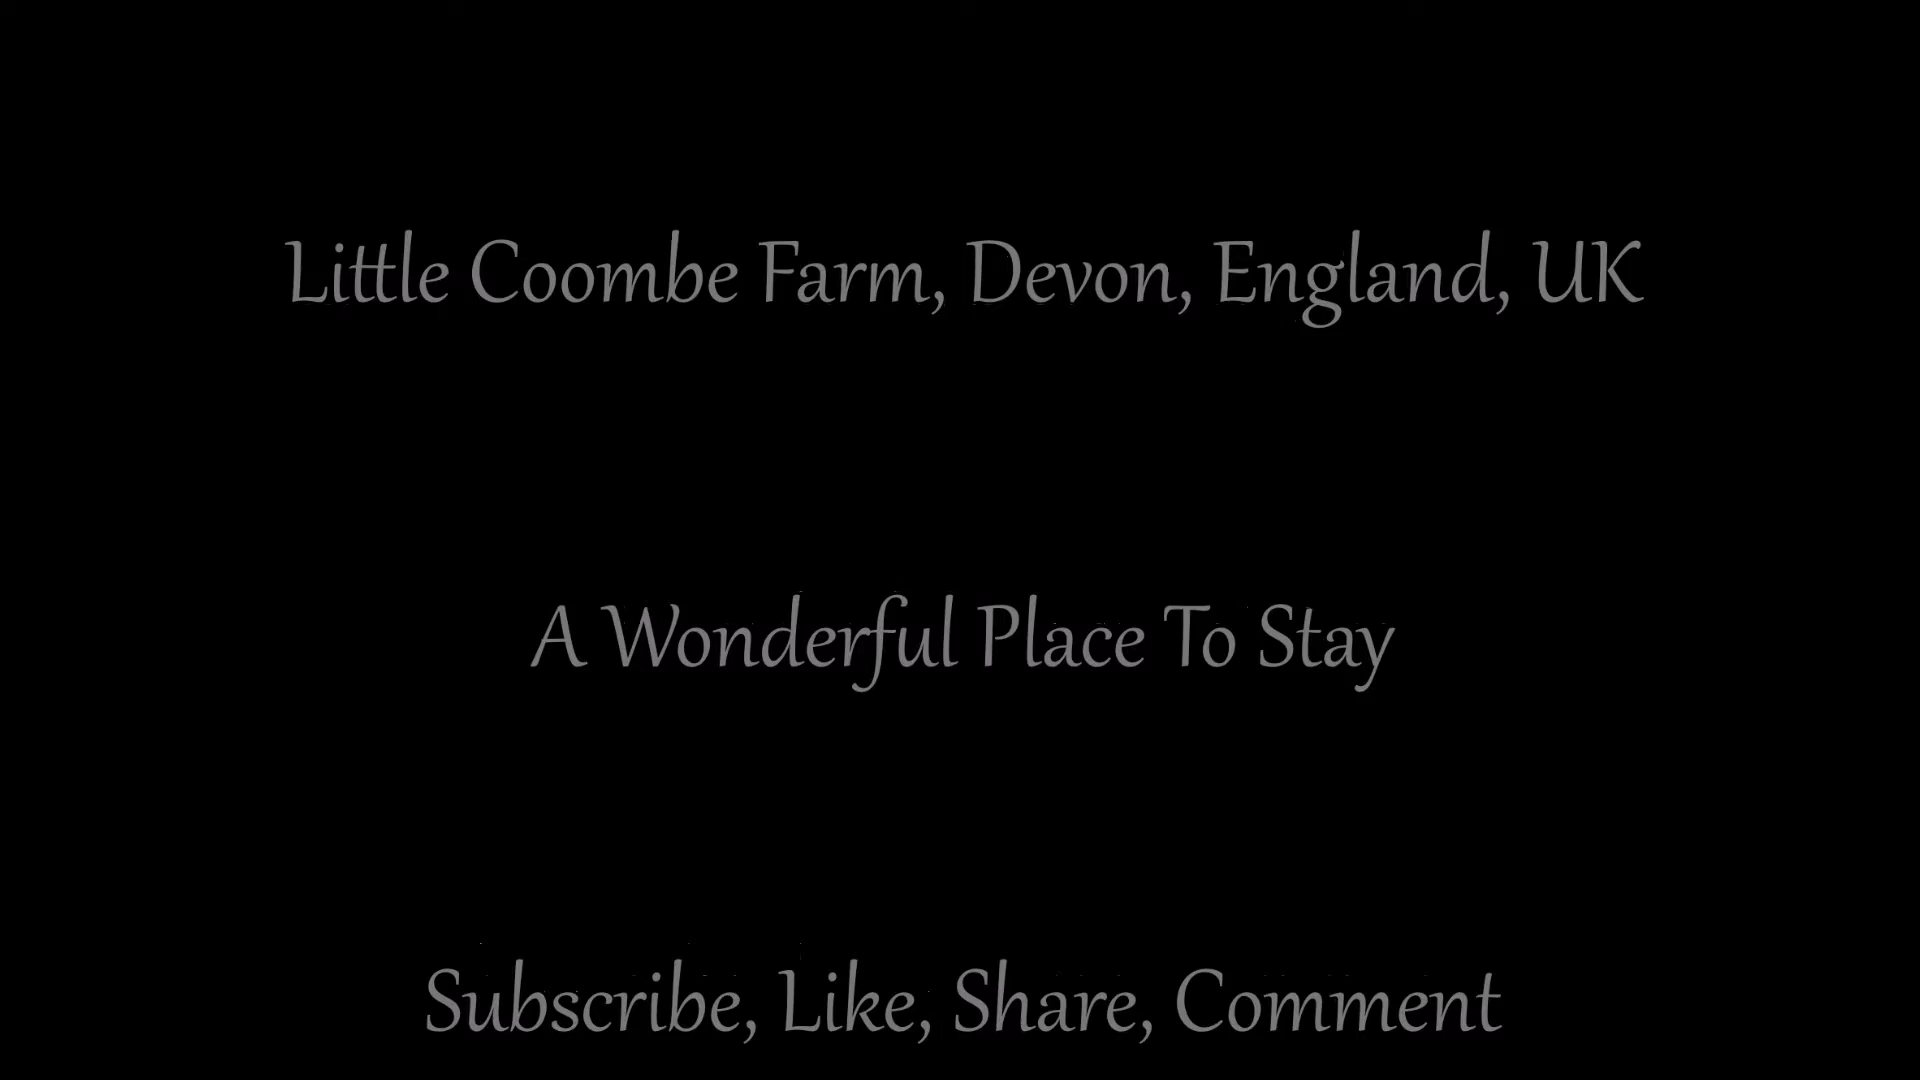 Little Coombe Farm, Devon, England, UK
A Wonderful Place To Stay
Subscribe, Like, Share, Comment